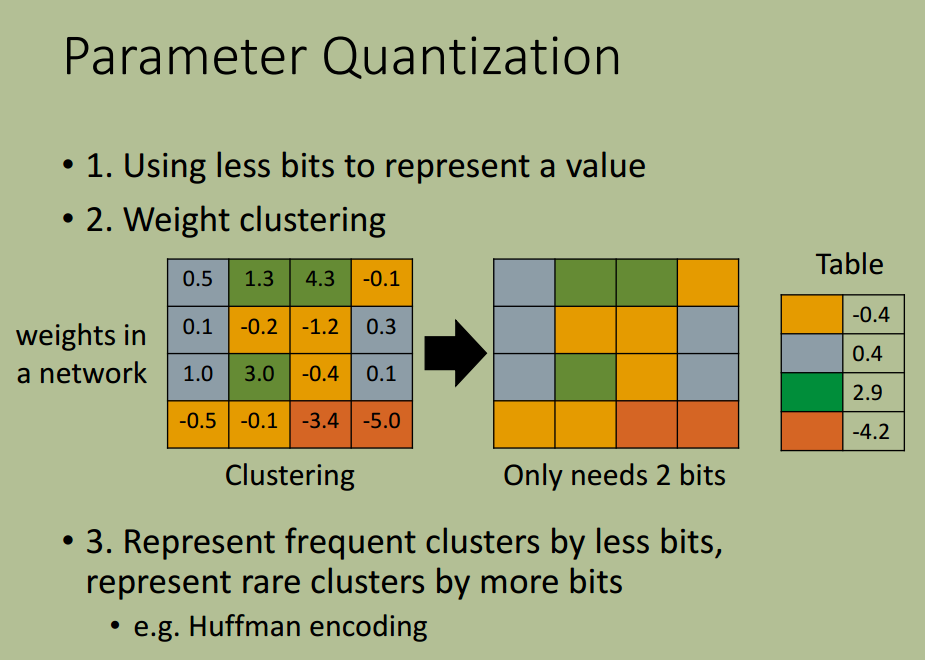 Parameter Quantization
• 1. Using less bits to represent a value
• 2. Weight clustering
weights in
a network
0.5 1.3 4.3 -0.1
0.1 -0.2 -1.2 0.3
1.0 3.0 -0.4 0.1
-0.5 -0.1 -3.4 -5.0
Clustering
Only needs 2 bits
Table
-0.4
0.4
2.9
-4.2
• 3. Represent frequent clusters by less bits,
represent rare clusters by more bits
• e.g. Huffman encoding